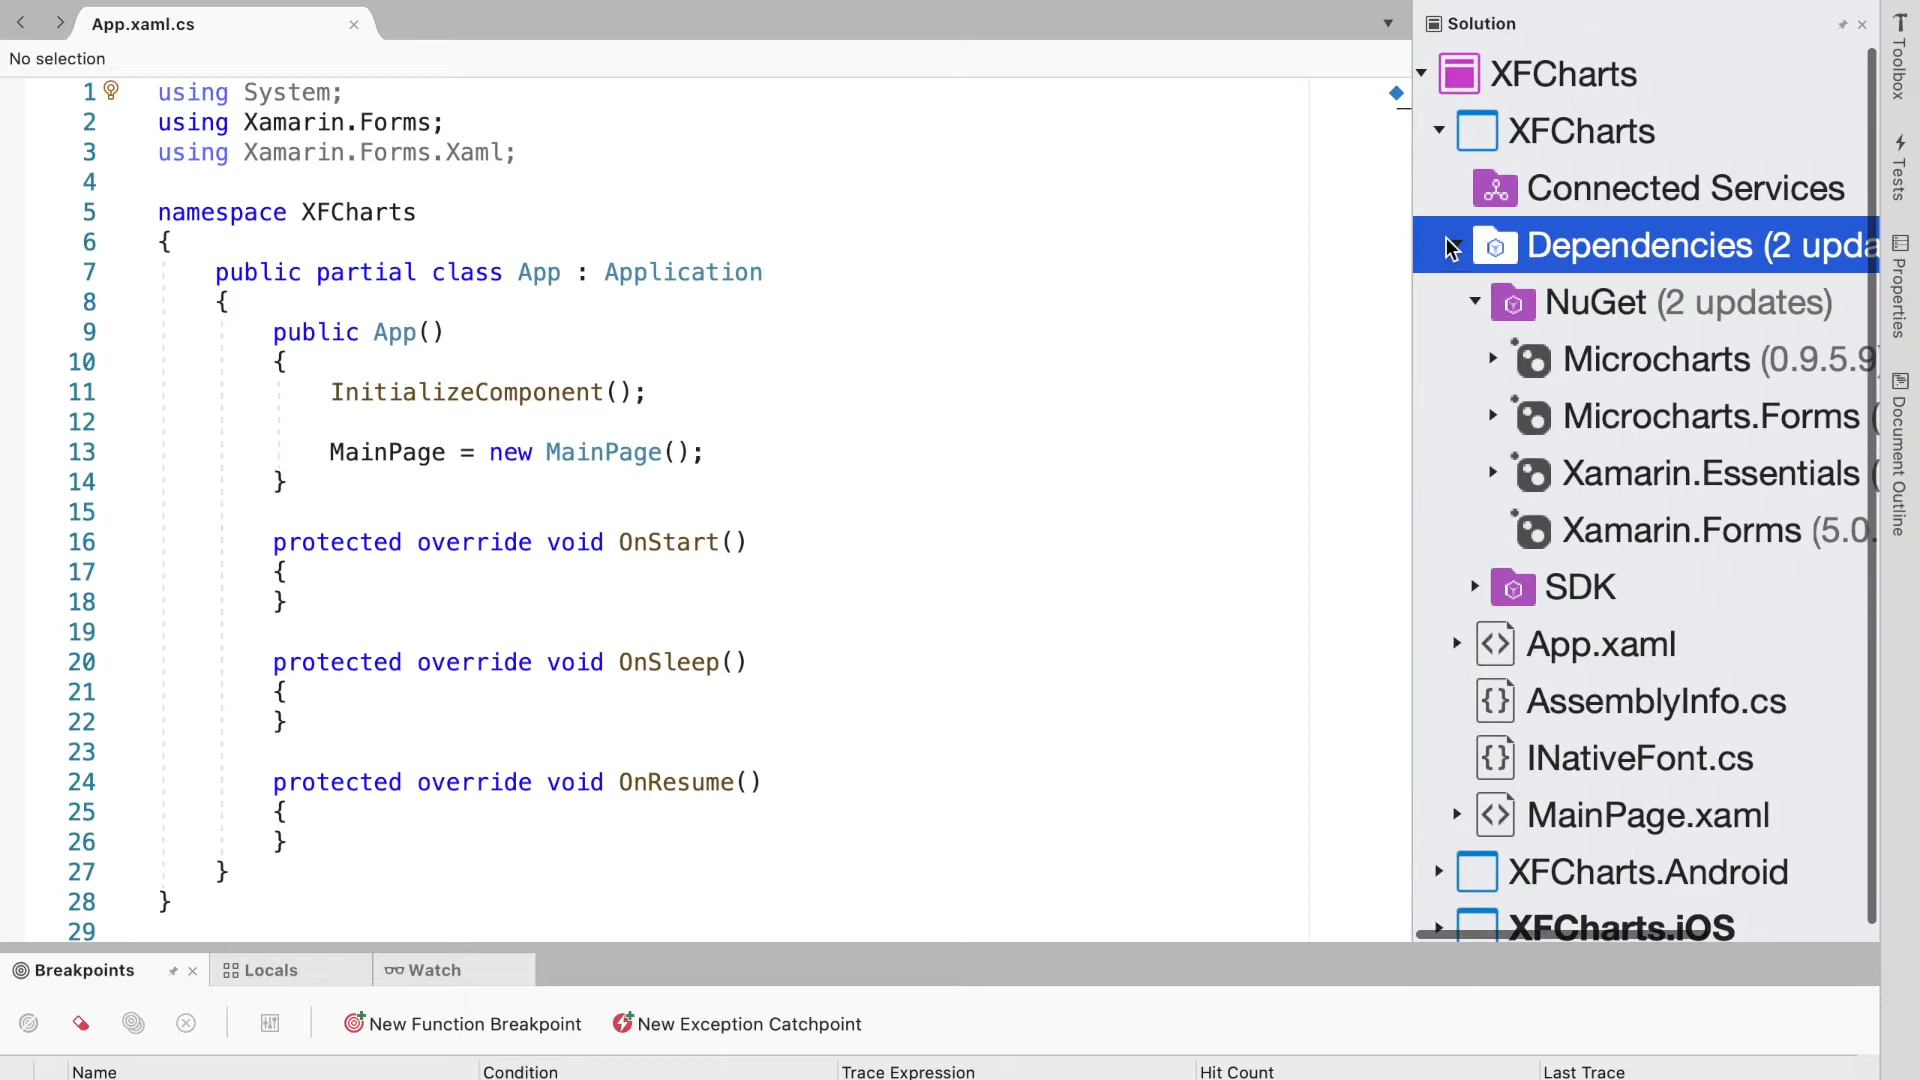 App.xaml.cs
No selection
1 using System;
2 using Xamarin.Forms;
3 using Xamarin.Forms.Xaml;
4
5 namespace XFCharts
6 {
7 public partial class App : Application
8 {
9 public App()
10 {
11 InitializeComponent();
12
13 MainPage = new MainPage();
14 }
15
16 protected override void OnStart()
17 {
18 }
19
20 protected override void OnSleep()
21 {
22 }
23
24 protected override void OnResume()
25 {
26 }
27 }
28 }
29
Solution
XFCharts
XFCharts
Connected Services
Dependencies (2 upda
NuGet (2 updates)
Microcharts (0.9.5.9)
Microcharts.Forms (
Xamarin.Essentials (
Xamarin.Forms (5.0.
SDK
App.xaml
AssemblyInfo.cs
INativeFont.cs
MainPage.xaml
XFCharts.Android
XFCharts.iOS
Toolbox
Tests
Properties
Document Outline
Breakpoints
Locals
Watch
New Function Breakpoint
New Exception Catchpoint
Name
Condition
Trace Expression
Hit Count
Last Trace